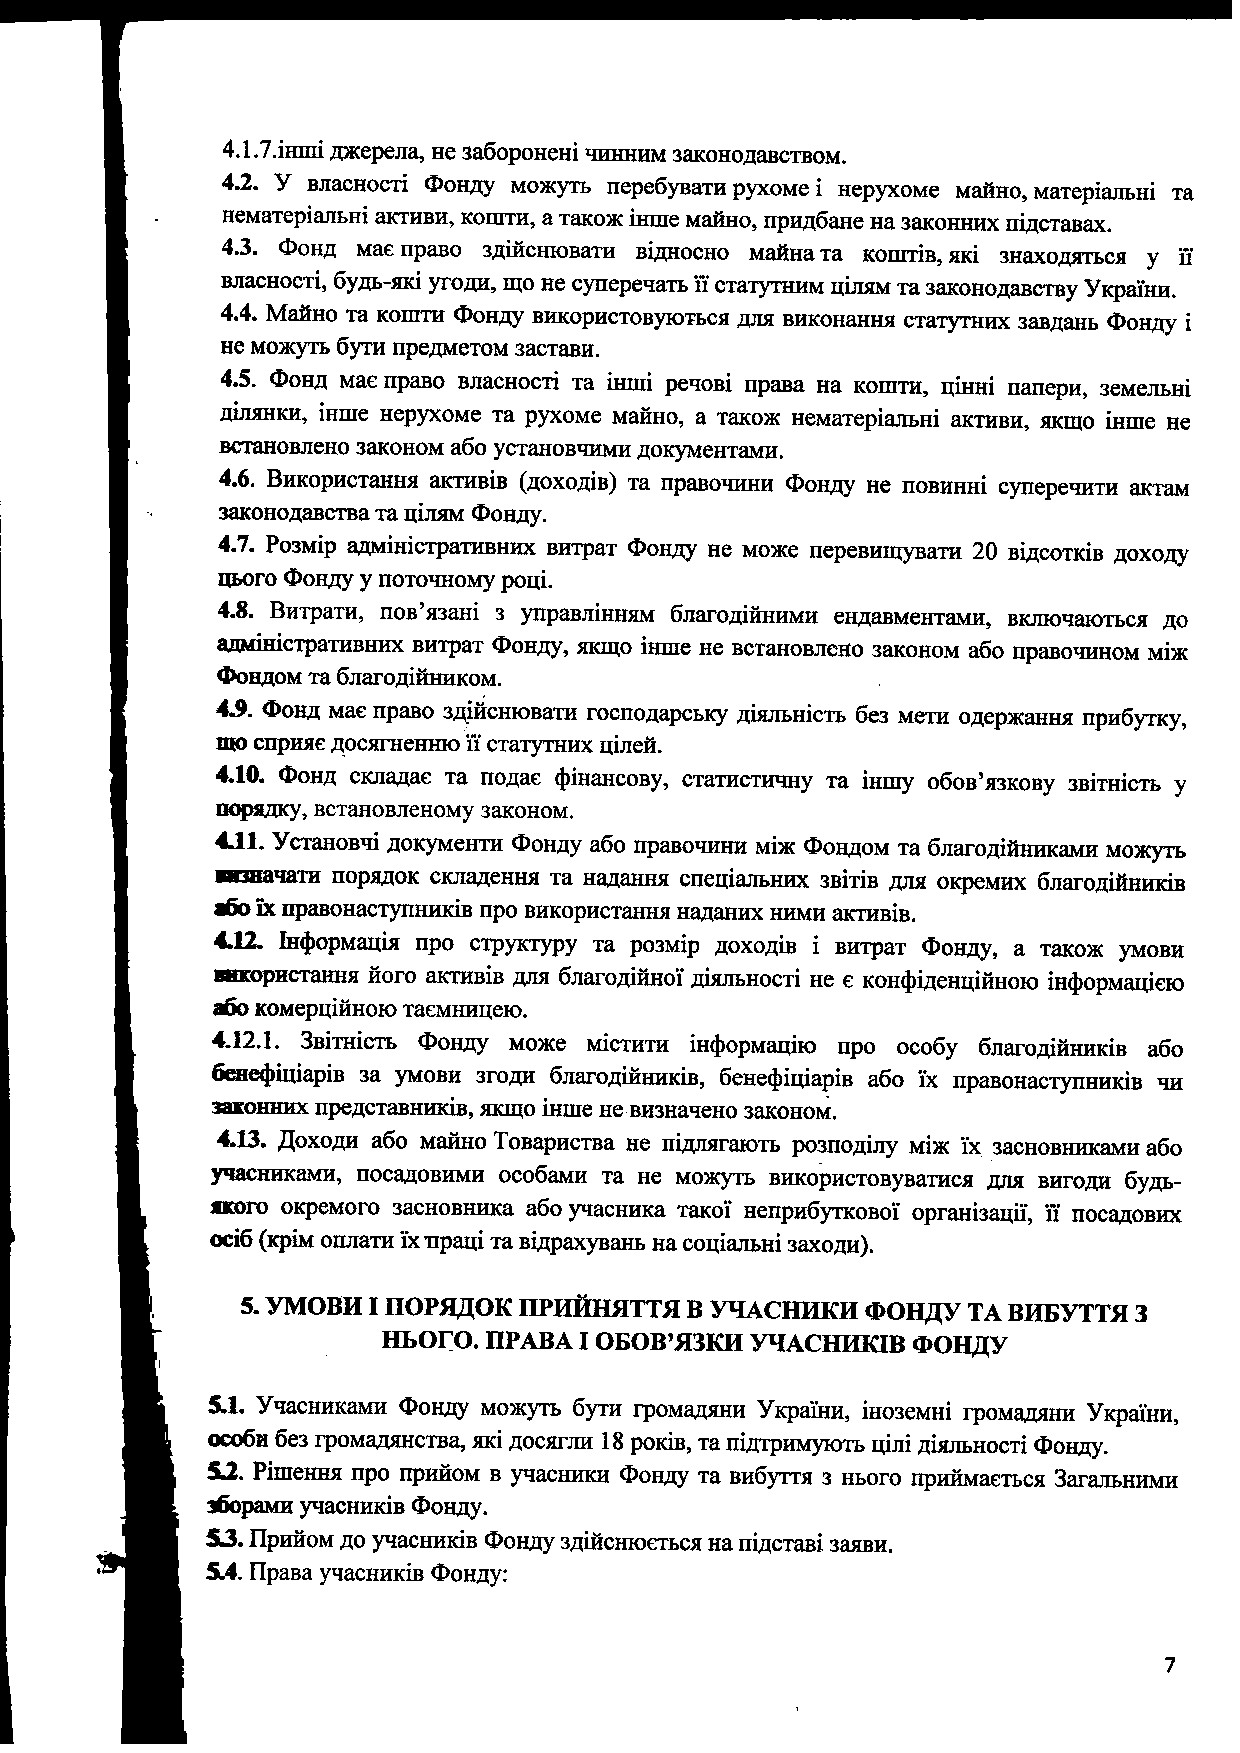 4.1.7.інші джерела, не заборонені чинним законодавством.
4.2. У власності Фонду можуть перебувати рухоме і нерухоме майно, матеріальні та
нематеріальні активи, кошти, а також інше майно, придбане на законних підставах.
4.3. Фонд має право здійснювати відносно майна та коштів, які знаходяться у її
власності, будь-які угоди, що не суперечать її статутним цілям та законодавству України.
4.4. Майно та кошти Фонду використовуються для виконання статутних завдань Фонду і
не можуть бути предметом застави.
4.5. Фонд має право власності та інші речові права на кошти, цінні папери, земельні
ділянки, інше нерухоме та рухоме майно, а також нематеріальні активи, якщо інше не
встановлено законом або установчими документами.
4.6. Використання активів (доходів) та правочини Фонду не повинні суперечити актам
законодавства та цілям Фонду.
4.7. Розмір адміністративних витрат Фонду не може перевищувати 20 відсотків доходу
цього Фонду у поточному році.
4.8. Витрати, пов’язані з управлінням благодійними ендавментами, включаються до
адміністративних витрат Фонду, якщо інше не встановлено законом або правочином між
Фондом та благодійником.
4.9. Фонд має право здійснювати господарську діяльність без мети одержання прибутку,
що сприяє досягненню її статутних цілей.
4.10. Фонд складає та подає фінансову, статистичну та іншу обов’язкову звітність у
порядку, встановленому законом.
4.11. Установчі документи Фонду або правочини між Фондом та благодійниками можуть
визначати порядок складення та надання спеціальних звітів для окремих благодійників
або їх правонаступників про використання наданих ними активів.
4.12. Інформація про структуру та розмір доходів і витрат Фонду, а також умови
використання його активів для благодійної діяльності не є конфіденційною інформацією
або комерційною таємницею.
4.12.1. Звітність Фонду може містити інформацію про особу благодійників або
бенефіціарів за умови згоди благодійників, бенефіціарів або їх правонаступників чи
законних представників, якщо інше не визначено законом.
4.13. Доходи або майно Товариства не підлягають розподілу між їх засновниками або
учасниками, посадовими особами та не можуть використовуватися для вигоди будь-
якого окремого засновника або учасника такої неприбуткової організації, її посадових
осіб (крім оплати їх праці та відрахувань на соціальні заходи).
5. УМОВИ І ПОРЯДОК ПРИЙНЯТТЯ В УЧАСНИКИ ФОНДУ ТА ВИБУТТЯ З
НЬОГО. ПРАВА І ОБОВ’ЯЗКИ УЧАСНИКІВ ФОНДУ
5.1. Учасниками Фонду можуть бути громадяни України, іноземні громадяни України,
особи без громадянства, які досягли 18 років, та підтримують цілі діяльності Фонду.
5.2. Рішення про прийом в учасники Фонду та вибуття з нього приймається Загальними
зборами учасників Фонду.
5.3. Прийом до учасників Фонду здійснюється на підставі заяви.
5.4. Права учасників Фонду:
7